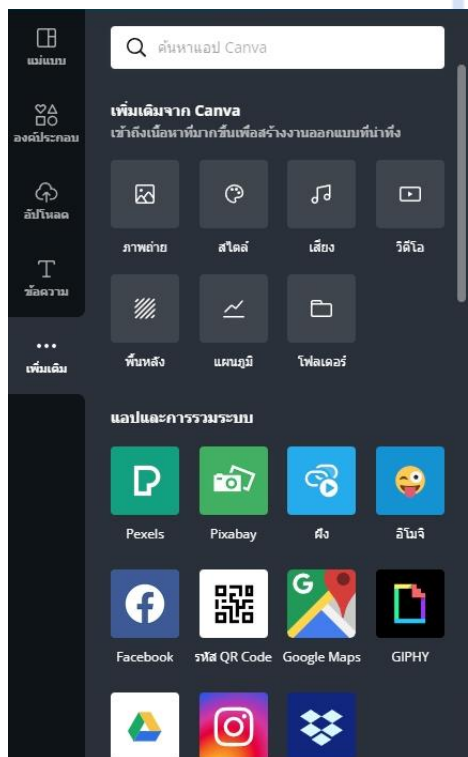 แม่แบบ
องค์ประกอบ
อัปโหลด
ข้อความ
เพิ่มเติม
ค้นหาแอป Canva
เพิ่มเติมจาก Canva
เข้าถึงเนื้อหาที่มากขึ้นเพื่อสร้างงานออกแบบที่น่าทึ่ง
ภาพถ่าย สไตล์ เสียง วิดีโอ
พื้นหลัง แผนภูมิ โฟลเดอร์
แอปและการรวมระบบ
Pexels Pixabay ฝัง อิโมจิ
Facebook รหัส QR Code Google Maps GIPHY